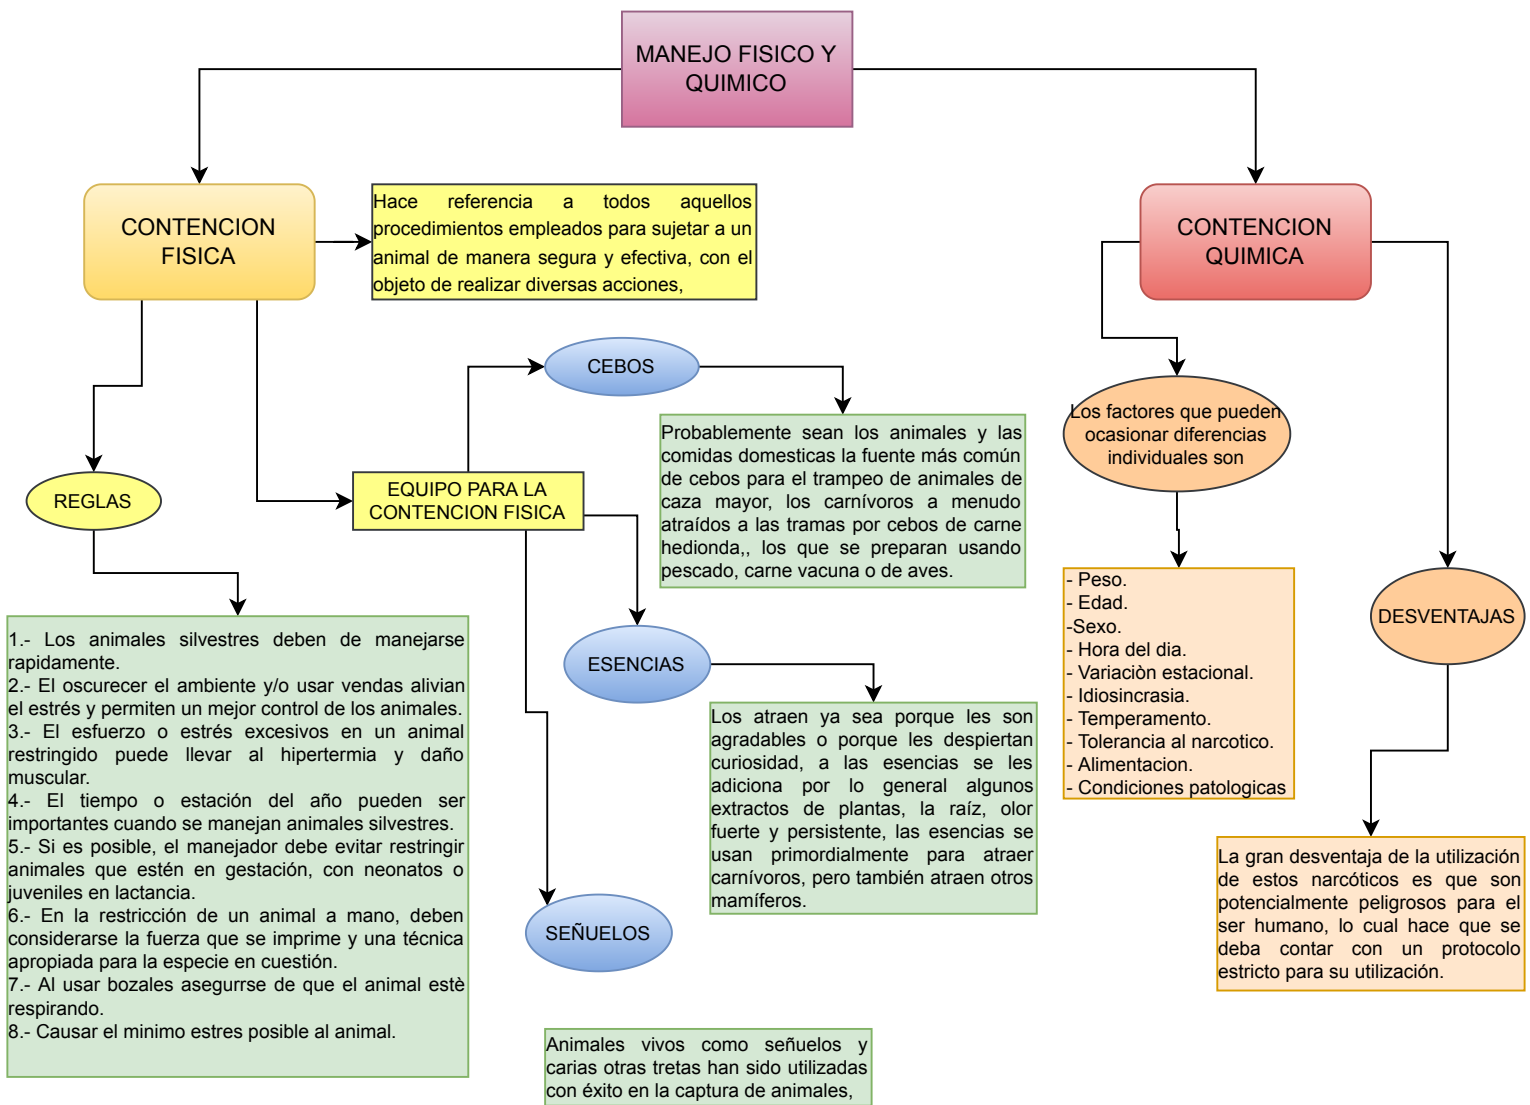 MANEJO FISICO Y
QUIMICO
CONTENCION
FISICA
Hace referencia a todos aquellos
procedimientos empleados para sujetar a un
animal de manera segura y efectiva, con el
objeto de realizar diversas acciones,
CONTENCION
QUIMICA
CEBOS
Probablemente sean los animales y las
comidas domesticas la fuente más común
de cebos para el trampeo de animales de
caza mayor, los carnívoros a menudo
atraídos a las tramas por cebos de carne
hedionda,, los que se preparan usando
pescado, carne vacuna o de aves.
Los factores que pueden
ocasionar diferencias
individuales son
REGLAS
EQUIPO PARA LA
CONTENCION FISICA
- Peso.
- Edad.
-Sexo.
- Hora del dia.
- Variaciòn estacional.
- Idiosincrasia.
- Temperamento.
- Tolerancia al narcotico.
- Alimentacion.
- Condiciones patologicas
DESVENTAJAS
1.- Los animales silvestres deben de manejarse
rapidamente.
2.- El oscurecer el ambiente y/o usar vendas alivian
el estrés y permiten un mejor control de los animales.
3.- El esfuerzo o estrés excesivos en un animal
restringido puede llevar al hipertermia y daño
muscular.
4.- El tiempo o estación del año pueden ser
importantes cuando se manejan animales silvestres.
5.- Si es posible, el manejador debe evitar restringir
animales que estén en gestación, con neonatos o
juveniles en lactancia.
6.- En la restricción de un animal a mano, deben
considerarse la fuerza que se imprime y una técnica
apropiada para la especie en cuestión.
7.- Al usar bozales asegurrse de que el animal estè
respirando.
8.- Causar el minimo estres posible al animal.
ESENCIAS
Los atraen ya sea porque les son
agradables o porque les despiertan
curiosidad, a las esencias se les
adiciona por lo general algunos
extractos de plantas, la raíz, olor
fuerte y persistente, las esencias se
usan primordialmente para atraer
carnívoros, pero también atraen otros
mamíferos.
La gran desventaja de la utilización
de estos narcóticos es que son
potencialmente peligrosos para el
ser humano, lo cual hace que se
deba contar con un protocolo
estricto para su utilización.
SEÑUELOS
Animales vivos como señuelos y
carias otras tretas han sido utilizadas
con éxito en la captura de animales,